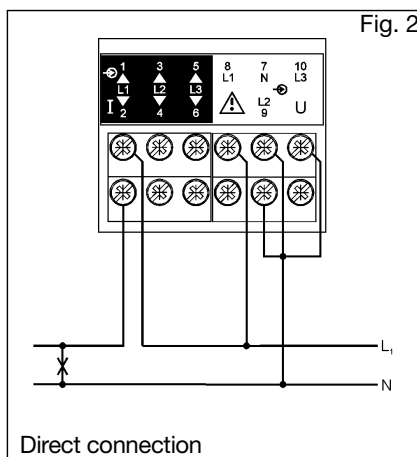 Fig. 2
1 3 5 8 7 10
L1 N L3
L1 L2 L3
I 2 4 6 L2 9 U
L₁
N
Direct connection